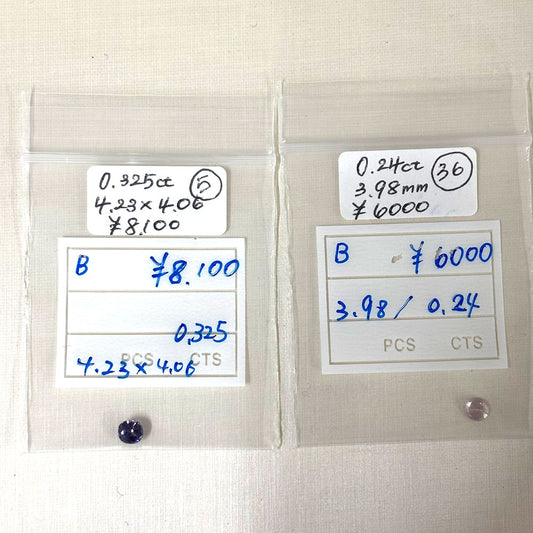 0.325ct 5
4.23×4.06
¥8.100
B ¥8.100
0.325
PCS CTS
4.23×4.06
0.24ct 36
3.98mm
¥6000
B ¥6000
3.98/0.24
PCS CTS